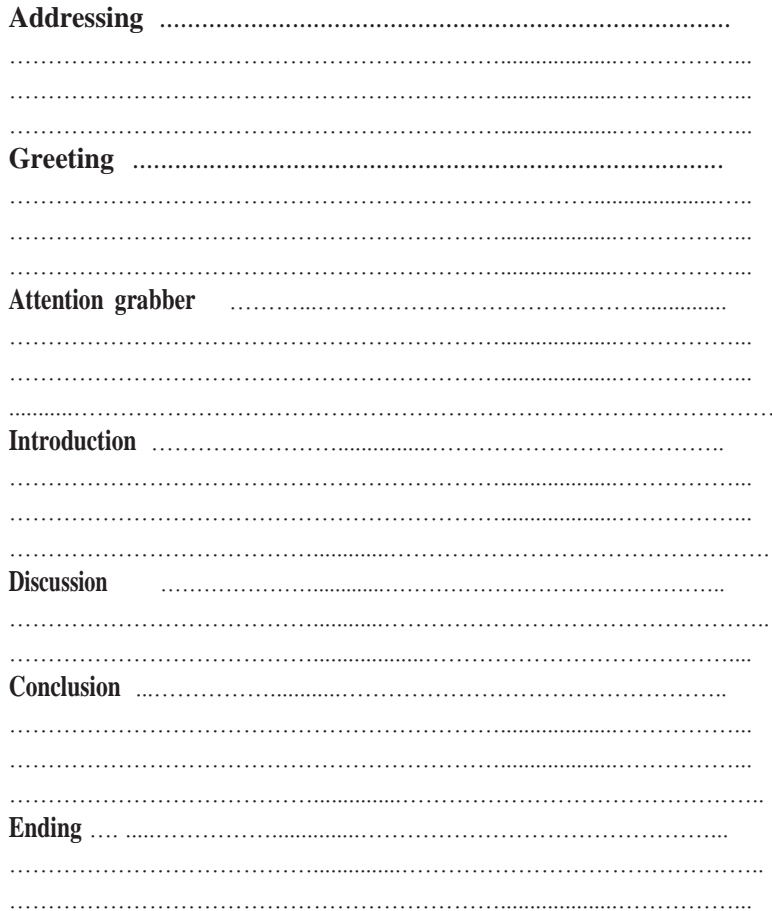 Addressing ..........................................................................
……………………………………………………...................……………...
……………………………………………………...................……………...
……………………………………………………...................……………...
Greeting ............................................................................
………………………………………………………………....................…..
……………………………………………………...................……………...
……………………………………………………...................……………...
Attention grabber ………...……………………………………..............
……………………………………………………...................……………...
……………………………………………………...................……………...
...........………………………………………………………………………………
Introduction ……………………...............……………………………….
……………………………………………………...................……………...
……………………………………………………...................……………...
…………………………………...........………………………………………….
Discussion …………………............……………………………………..
…………………………………..........…………………………………………..
…………………………………..................…………………………………...
Conclusion ...……………...........…………………………………………..
……………………………………………………...................……………...
……………………………………………………...................……………...
…………………………………..............………………………………………..
Ending …. .....……………..............………………………………………...
…………………………………..............………………………………………..
……………………………………………………...................……………...